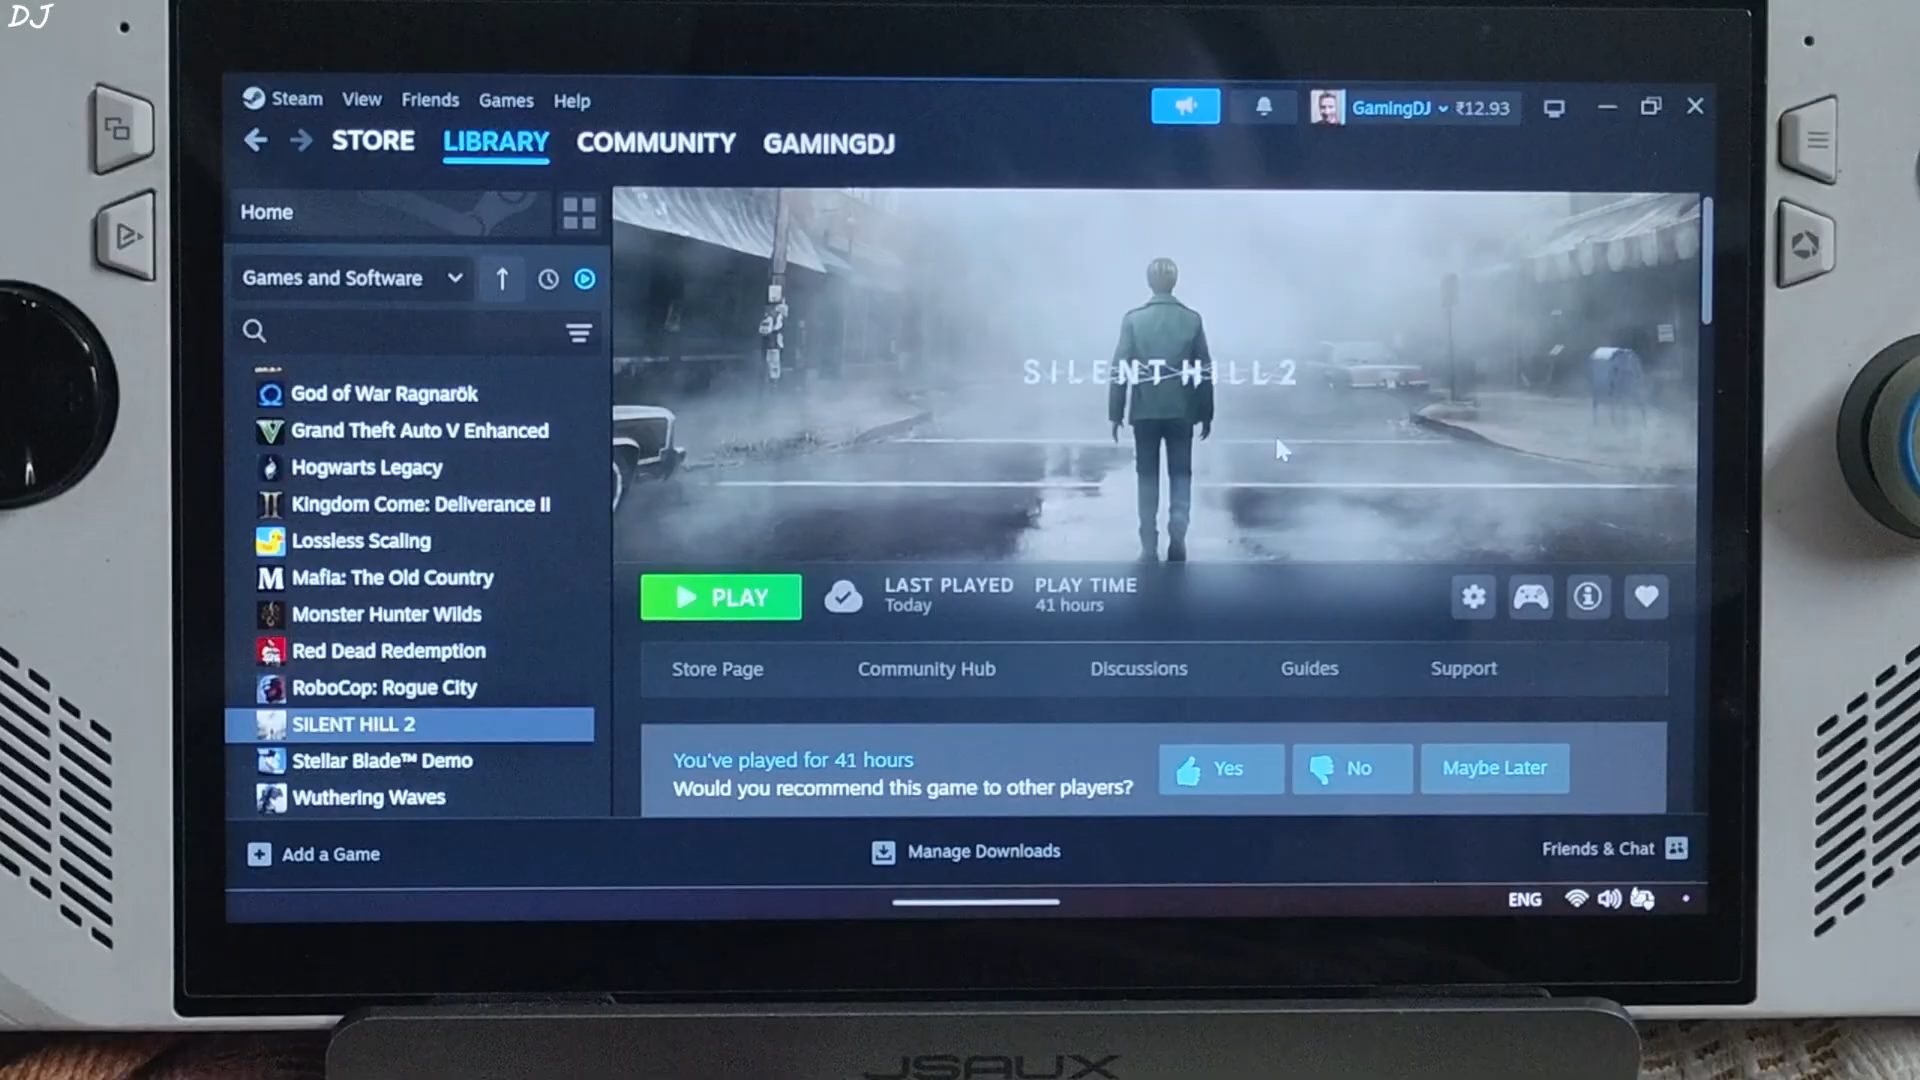 DJ
Steam View Friends Games Help
GamingDJ ₹12.93
STORE LIBRARY COMMUNITY GAMINGDJ
Home
Games and Software
God of War Ragnarök
Grand Theft Auto V Enhanced
Hogwarts Legacy
Kingdom Come: Deliverance II
Lossless Scaling
Mafia: The Old Country
Monster Hunter Wilds
Red Dead Redemption
RoboCop: Rogue City
SILENT HILL 2
Stellar Blade™ Demo
Wuthering Waves
SILENT HILL 2
PLAY
LAST PLAYED
Today
PLAY TIME
41 hours
Store Page Community Hub Discussions Guides Support
You've played for 41 hours
Would you recommend this game to other players?
Yes No Maybe Later
Add a Game
Manage Downloads
Friends & Chat
ENG
JSAUX